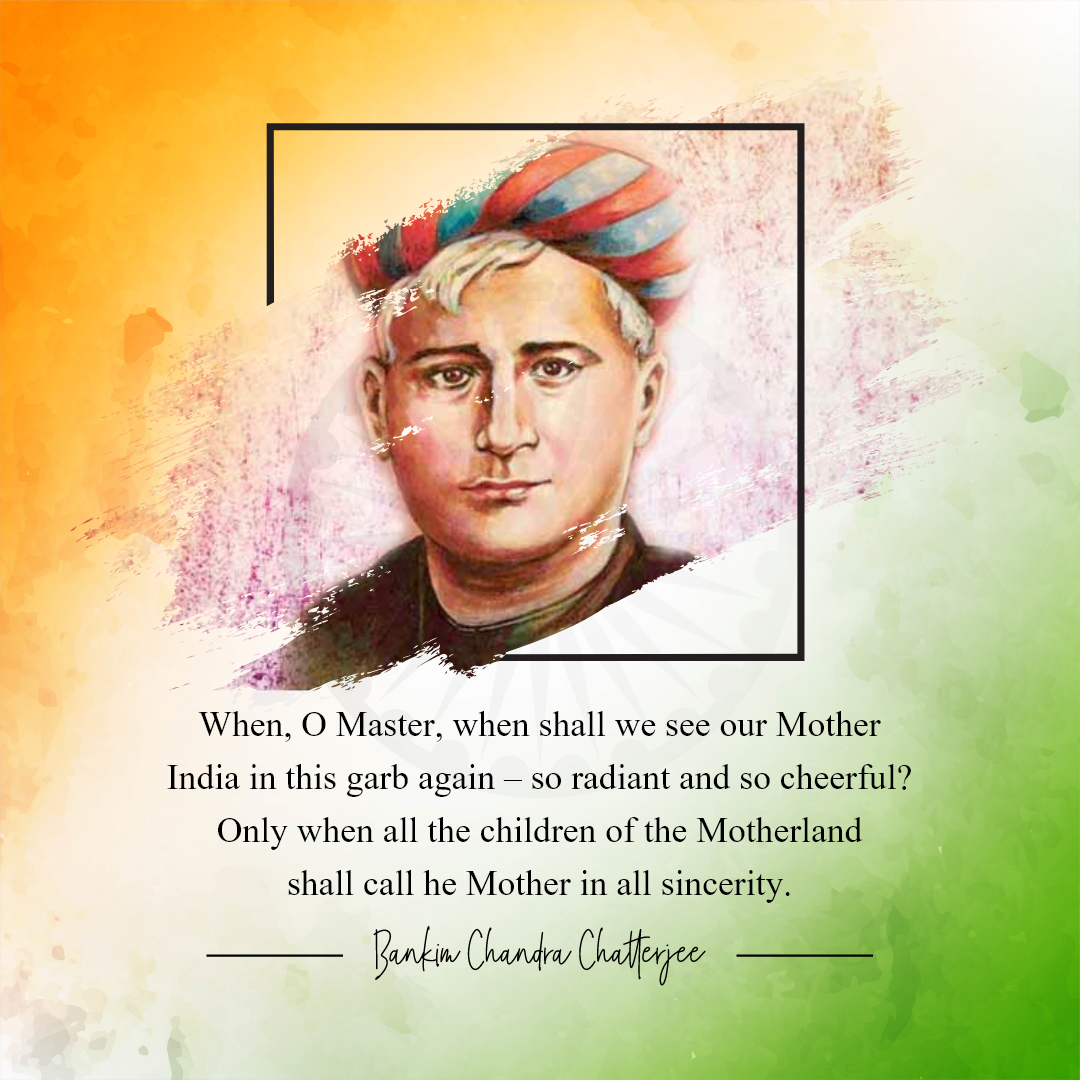 When, O Master, when shall we see our Mother
India in this garb again – so radiant and so cheerful?
Only when all the children of the Motherland
shall call he Mother in all sincerity.
Bankim Chandra Chatterjee